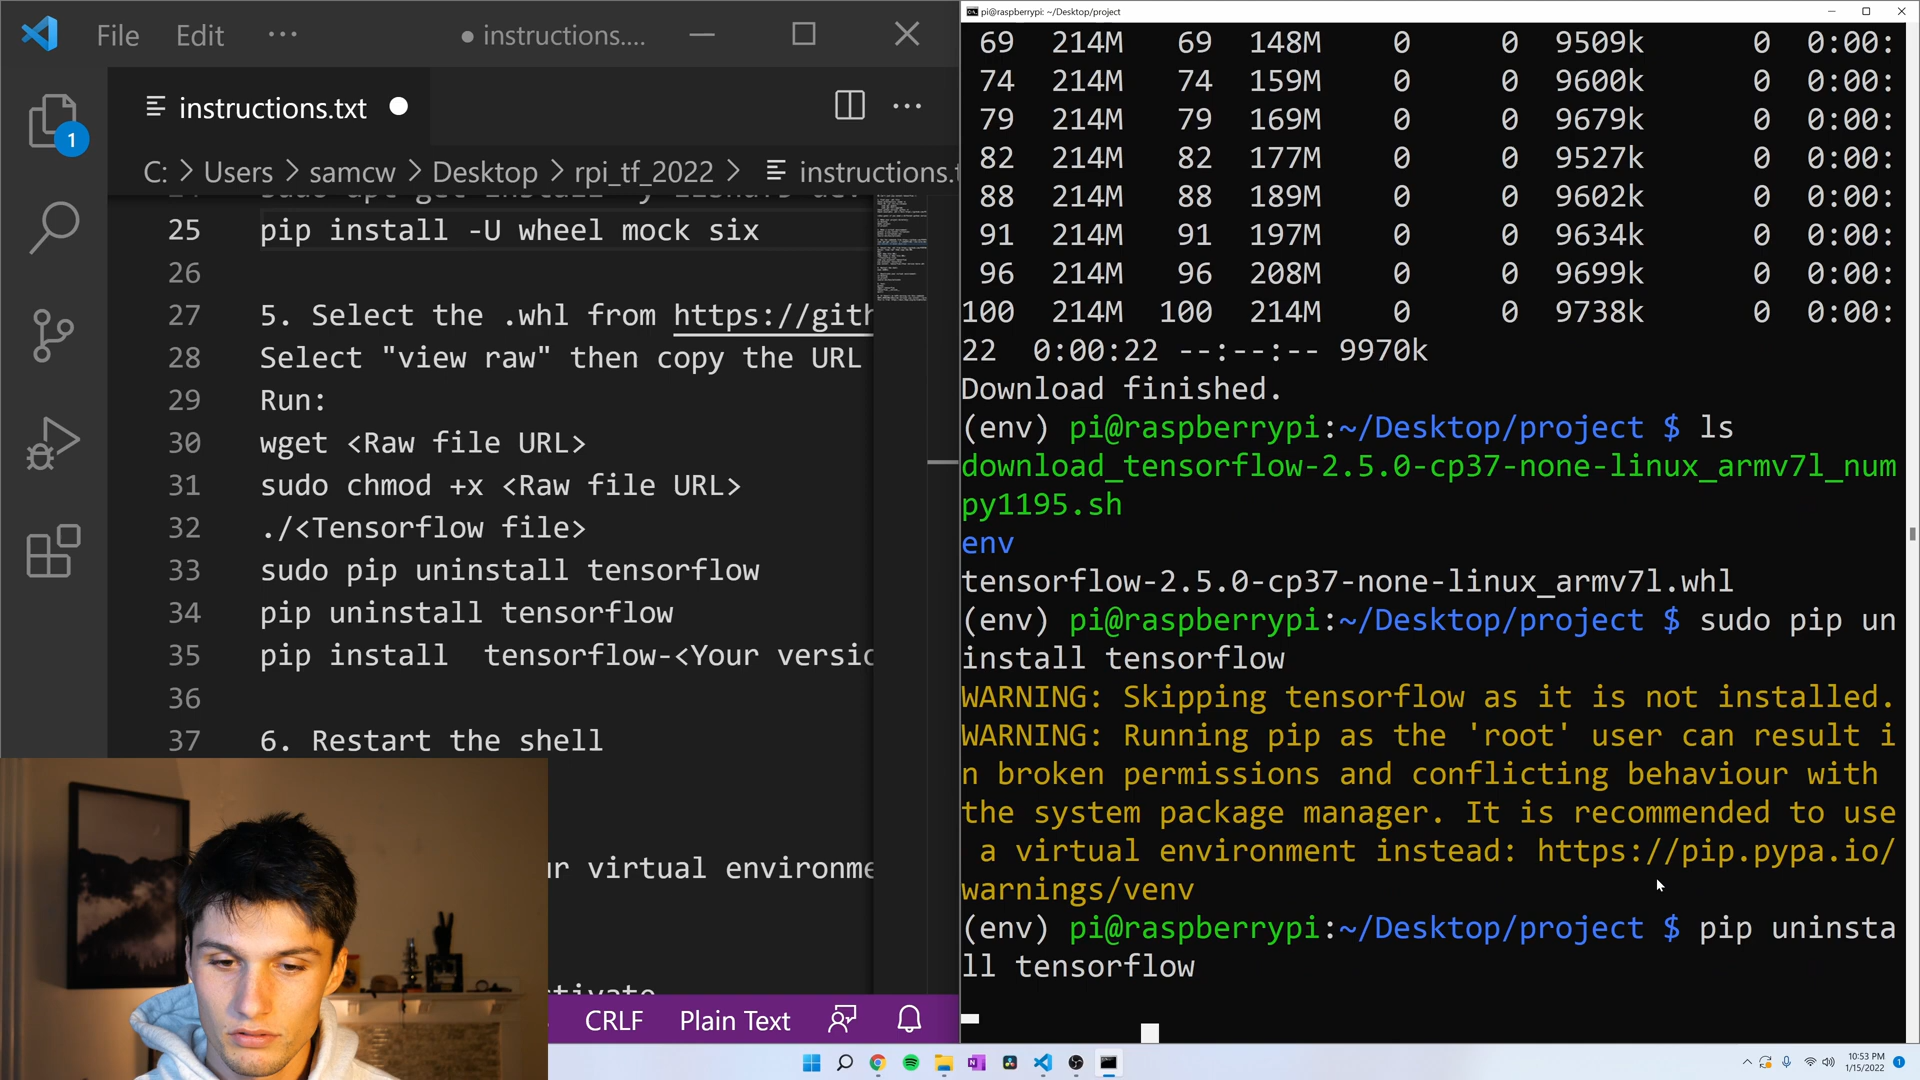 File Edit ···
● instructions....
instructions.txt
C: > Users > samcw > Desktop > rpi_tf_2022 > instructions.t
1
25 pip install -U wheel mock six
26
27 5. Select the .whl from https://gith
28 Select "view raw" then copy the URL
29 Run:
30 wget <Raw file URL>
31 sudo chmod +x <Raw file URL>
32 ./<Tensorflow file>
33 sudo pip uninstall tensorflow
34 pip uninstall tensorflow
35 pip install  tensorflow-<Your versio
36
37 6. Restart the shell
r virtual environme
CRLF Plain Text
pi@raspberrypi: ~/Desktop/project
69 214M 69 148M 0 0 9509k 0 0:00:
74 214M 74 159M 0 0 9600k 0 0:00:
79 214M 79 169M 0 0 9679k 0 0:00:
82 214M 82 177M 0 0 9527k 0 0:00:
88 214M 88 189M 0 0 9602k 0 0:00:
91 214M 91 197M 0 0 9634k 0 0:00:
96 214M 96 208M 0 0 9699k 0 0:00:
100 214M 100 214M 0 0 9738k 0 0:00:
22 0:00:22 --:--:-- 9970k
Download finished.
(env) pi@raspberrypi:~/Desktop/project $ ls
download_tensorflow-2.5.0-cp37-none-linux_armv7l_num
py1195.sh
env
tensorflow-2.5.0-cp37-none-linux_armv7l.whl
(env) pi@raspberrypi:~/Desktop/project $ sudo pip un
install tensorflow
WARNING: Skipping tensorflow as it is not installed.
WARNING: Running pip as the 'root' user can result i
n broken permissions and conflicting behaviour with
the system package manager. It is recommended to use
a virtual environment instead: https://pip.pypa.io/
warnings/venv
(env) pi@raspberrypi:~/Desktop/project $ pip uninsta
ll tensorflow
10:53 PM
1/15/2022
1